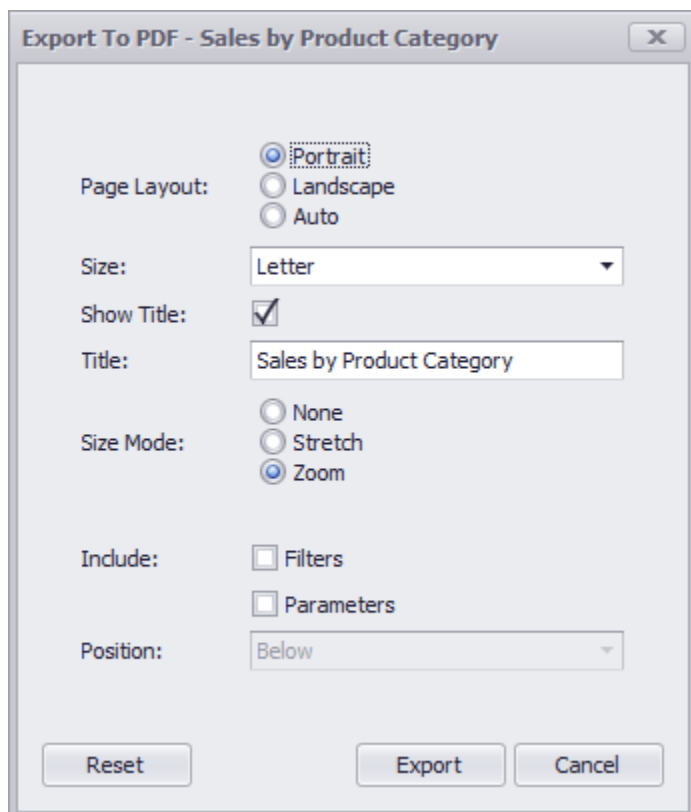 Export To PDF - Sales by Product Category
Portrait
Page Layout: Landscape
Auto
Size: Letter
Show Title:
Title: Sales by Product Category
None
Size Mode: Stretch
Zoom
Include: Filters
Parameters
Position: Below
Reset Export Cancel